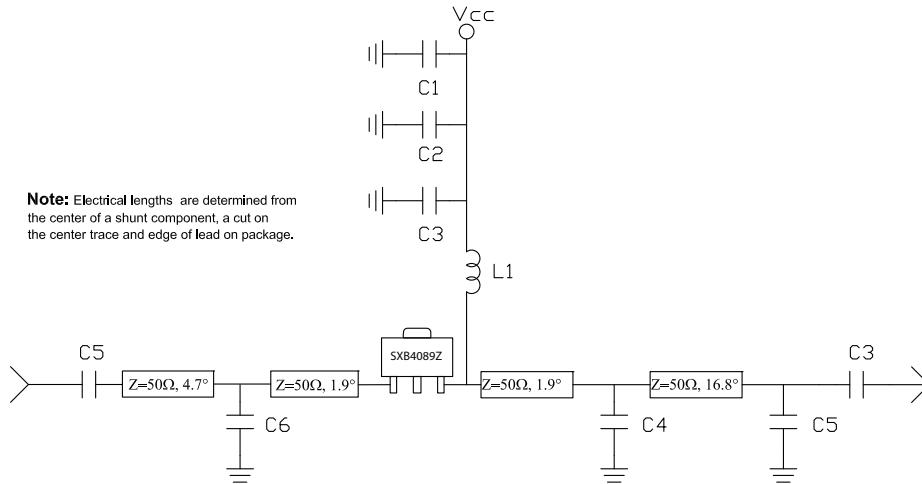 Vcc
C1
C2
C3
Note: Electrical lengths are determined from
the center of a shunt component, a cut on
the center trace and edge of lead on package.
L1
SXB4089Z
C5
C3
Z=50Ω, 4.7°
Z=50Ω, 1.9°
Z=50Ω, 1.9°
Z=50Ω, 16.8°
C6
C4
C5